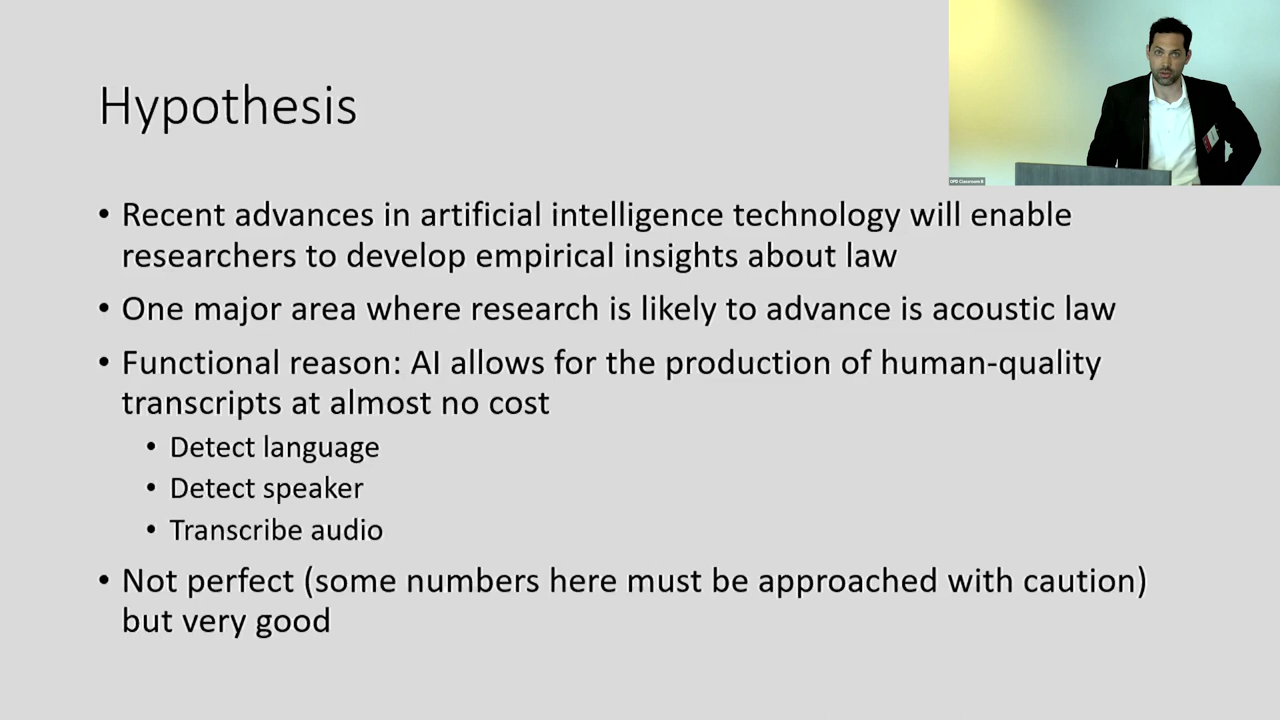 Hypothesis
• Recent advances in artificial intelligence technology will enable
researchers to develop empirical insights about law
• One major area where research is likely to advance is acoustic law
• Functional reason: AI allows for the production of human-quality
transcripts at almost no cost
• Detect language
• Detect speaker
• Transcribe audio
• Not perfect (some numbers here must be approached with caution)
but very good